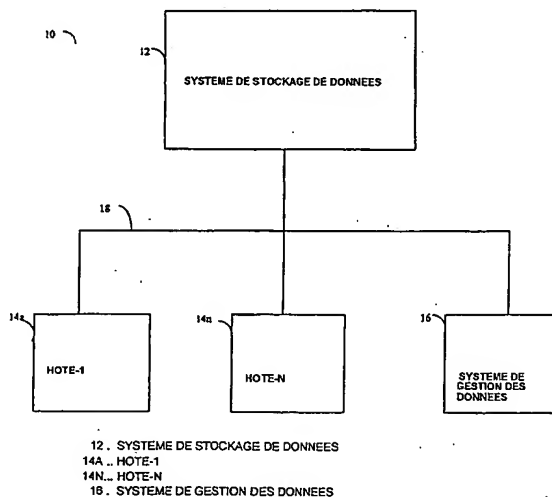 10
12
SYSTEME DE STOCKAGE DE DONNEES
18
14a
HOTE-1
14n
HOTE-N
16
SYSTEME DE
GESTION DES
DONNEES
12 . SYSTEME DE STOCKAGE DE DONNEES
14A .. HOTE-1
14N... HOTE-N
16 . SYSTEME DE GESTION DES DONNEES